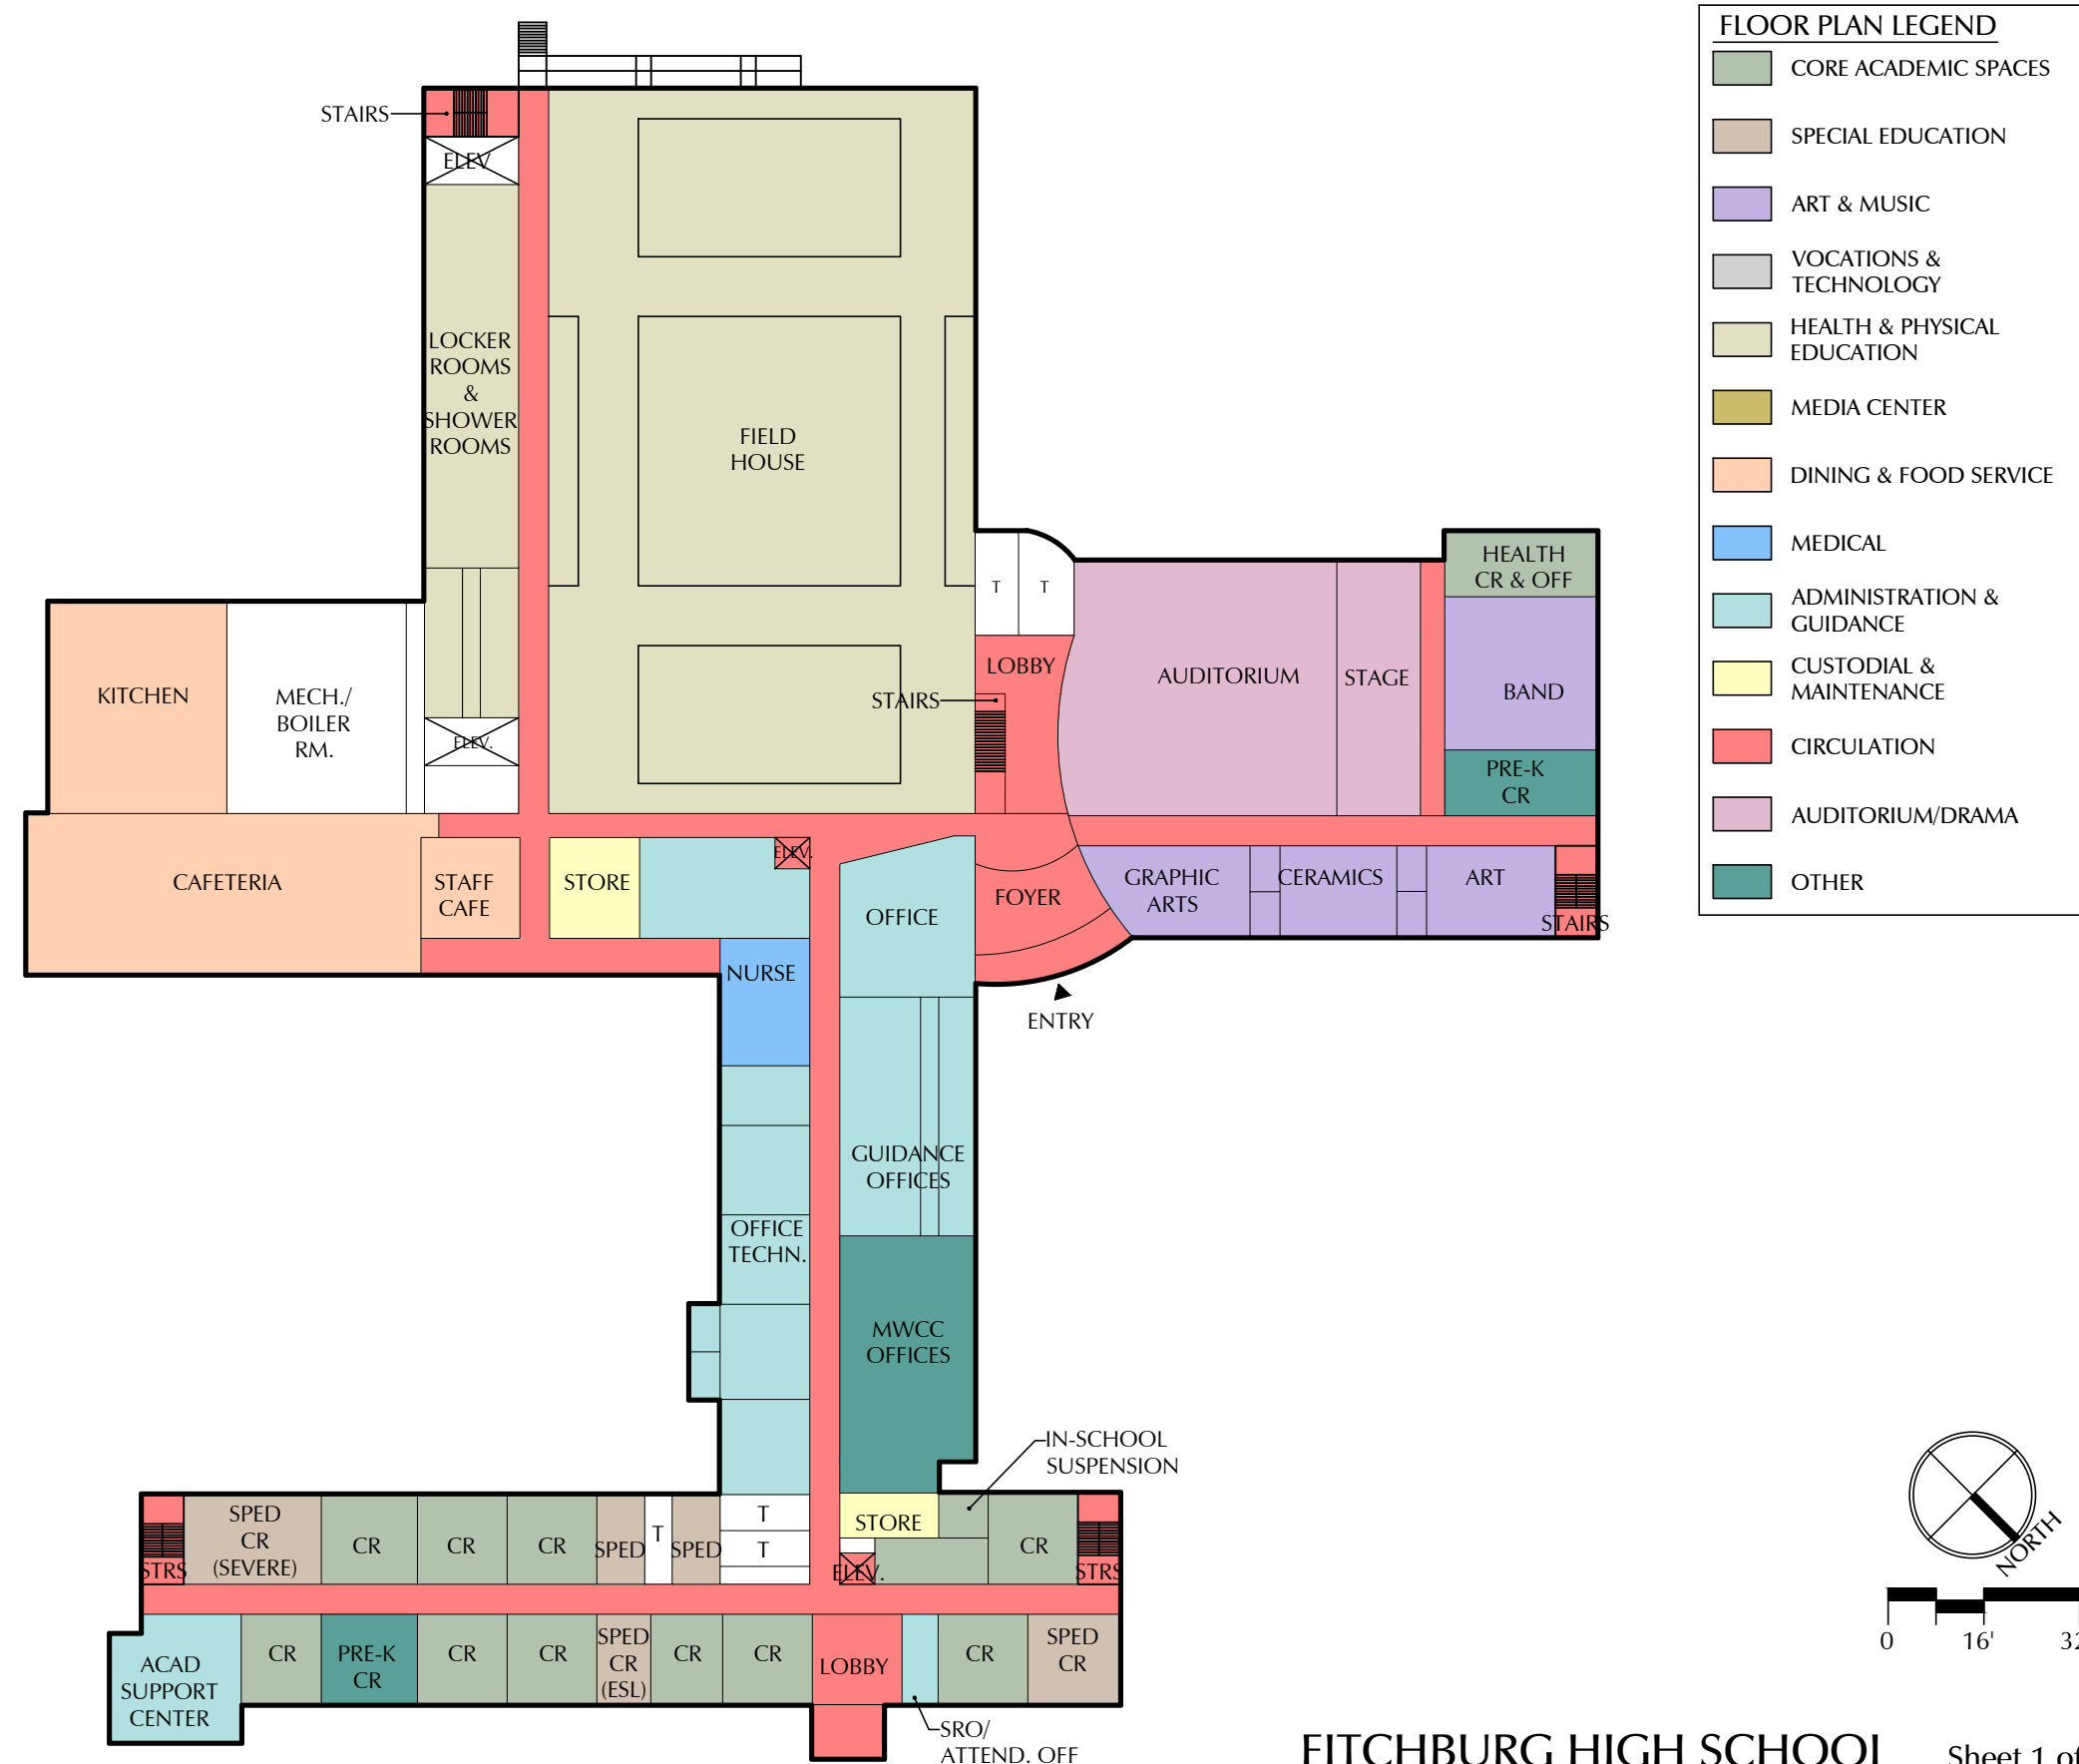 FLOOR PLAN LEGEND
CORE ACADEMIC SPACES
SPECIAL EDUCATION
ART & MUSIC
VOCATIONS &
TECHNOLOGY
HEALTH & PHYSICAL
EDUCATION
MEDIA CENTER
DINING & FOOD SERVICE
MEDICAL
ADMINISTRATION &
GUIDANCE
CUSTODIAL &
MAINTENANCE
CIRCULATION
AUDITORIUM/DRAMA
OTHER
STAIRS
ELEV
LOCKER
ROOMS
&
SHOWER
ROOMS
FIELD
HOUSE
T
T
HEALTH
CR & OFF
LOBBY
STAIRS
AUDITORIUM
STAGE
BAND
KITCHEN
MECH./
BOILER
RM.
ELEV.
PRE-K
CR
CAFETERIA
STAFF
CAFE
STORE
ELEV.
OFFICE
FOYER
GRAPHIC
ARTS
CERAMICS
ART
STAIRS
NURSE
ENTRY
GUIDANCE
OFFICES
OFFICE
TECHN.
MWCC
OFFICES
IN-SCHOOL
SUSPENSION
STRS
SPED
CR
(SEVERE)
CR
CR
CR
SPED
T
SPED
T
T
STORE
ELEV.
CR
STRS
ACAD
SUPPORT
CENTER
CR
PRE-K
CR
CR
CR
SPED
CR
(ESL)
CR
CR
LOBBY
CR
SPED
CR
SRO/
ATTEND. OFF
NORTH
0 16' 32
FITCHBURG HIGH SCHOOL
Sheet 1 of